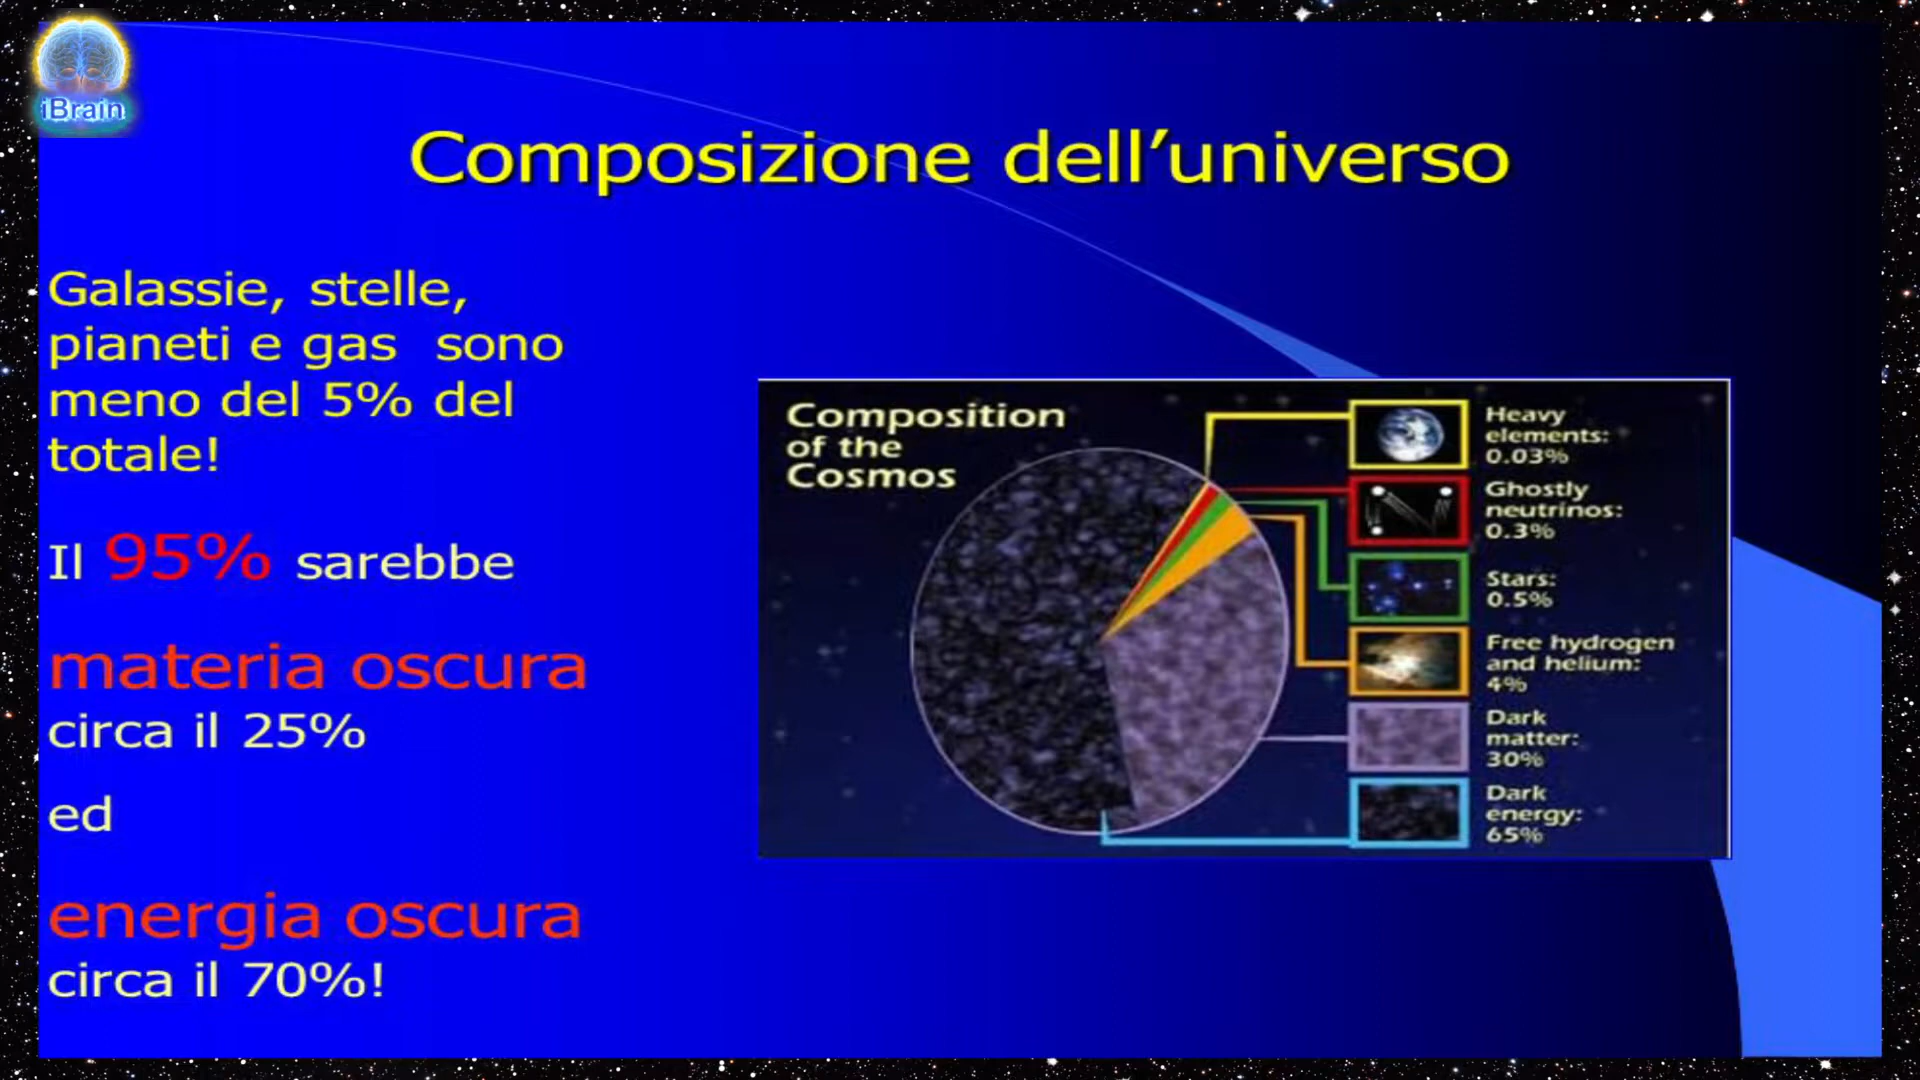 iBrain
Composizione dell’universo
Galassie, stelle,
pianeti e gas sono
meno del 5% del
totale!
Il 95% sarebbe
materia oscura
circa il 25%
ed
energia oscura
circa il 70%!
Composition
of the
Cosmos
Heavy
elements:
0.03%
Ghostly
neutrinos:
0.3%
Stars:
0.5%
Free hydrogen
and helium:
4%
Dark
matter:
30%
Dark
energy:
65%